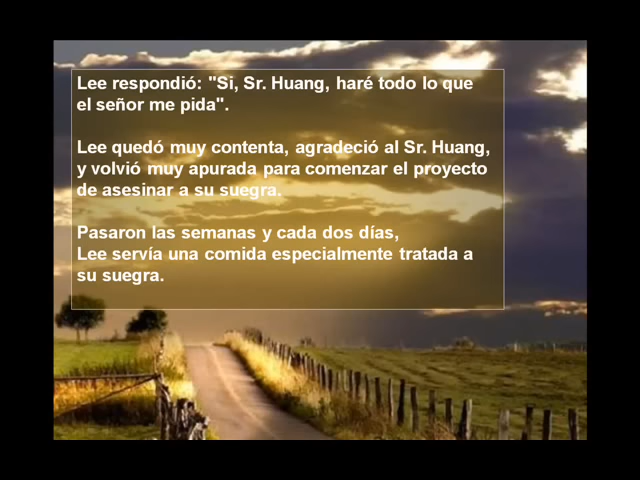 Lee respondió: "Si, Sr. Huang, haré todo lo que
el señor me pida".
Lee quedó muy contenta, agradeció al Sr. Huang,
y volvió muy apurada para comenzar el proyecto
de asesinar a su suegra.
Pasaron las semanas y cada dos días,
Lee servía una comida especialmente tratada a
su suegra.